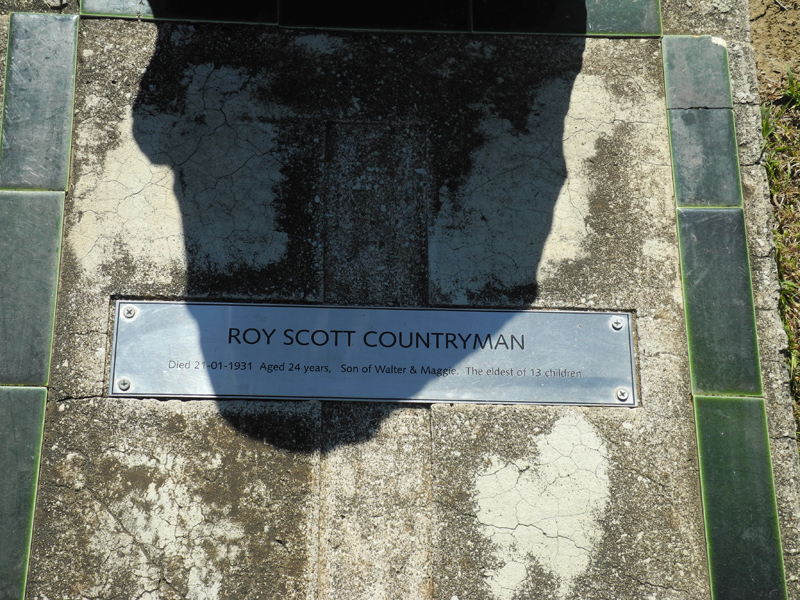 ROY SCOTT COUNTRYMAN
Died 21-01-1931 Aged 24 years, Son of Walter & Maggie. The eldest of 13 children